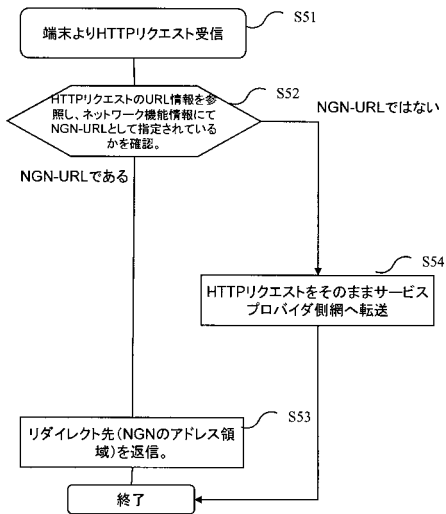 S51
端末よりHTTPリクエスト受信
S52
HTTPリクエストのURL情報を参
照し、ネットワーク機能情報にて
NGN-URLとして指定されている
かを確認。
NGN-URLではない
NGN-URLである
S54
HTTPリクエストをそのままサービス
プロバイダ側網へ転送
S53
リダイレクト先(NGNのアドレス領
域)を返信。
終了